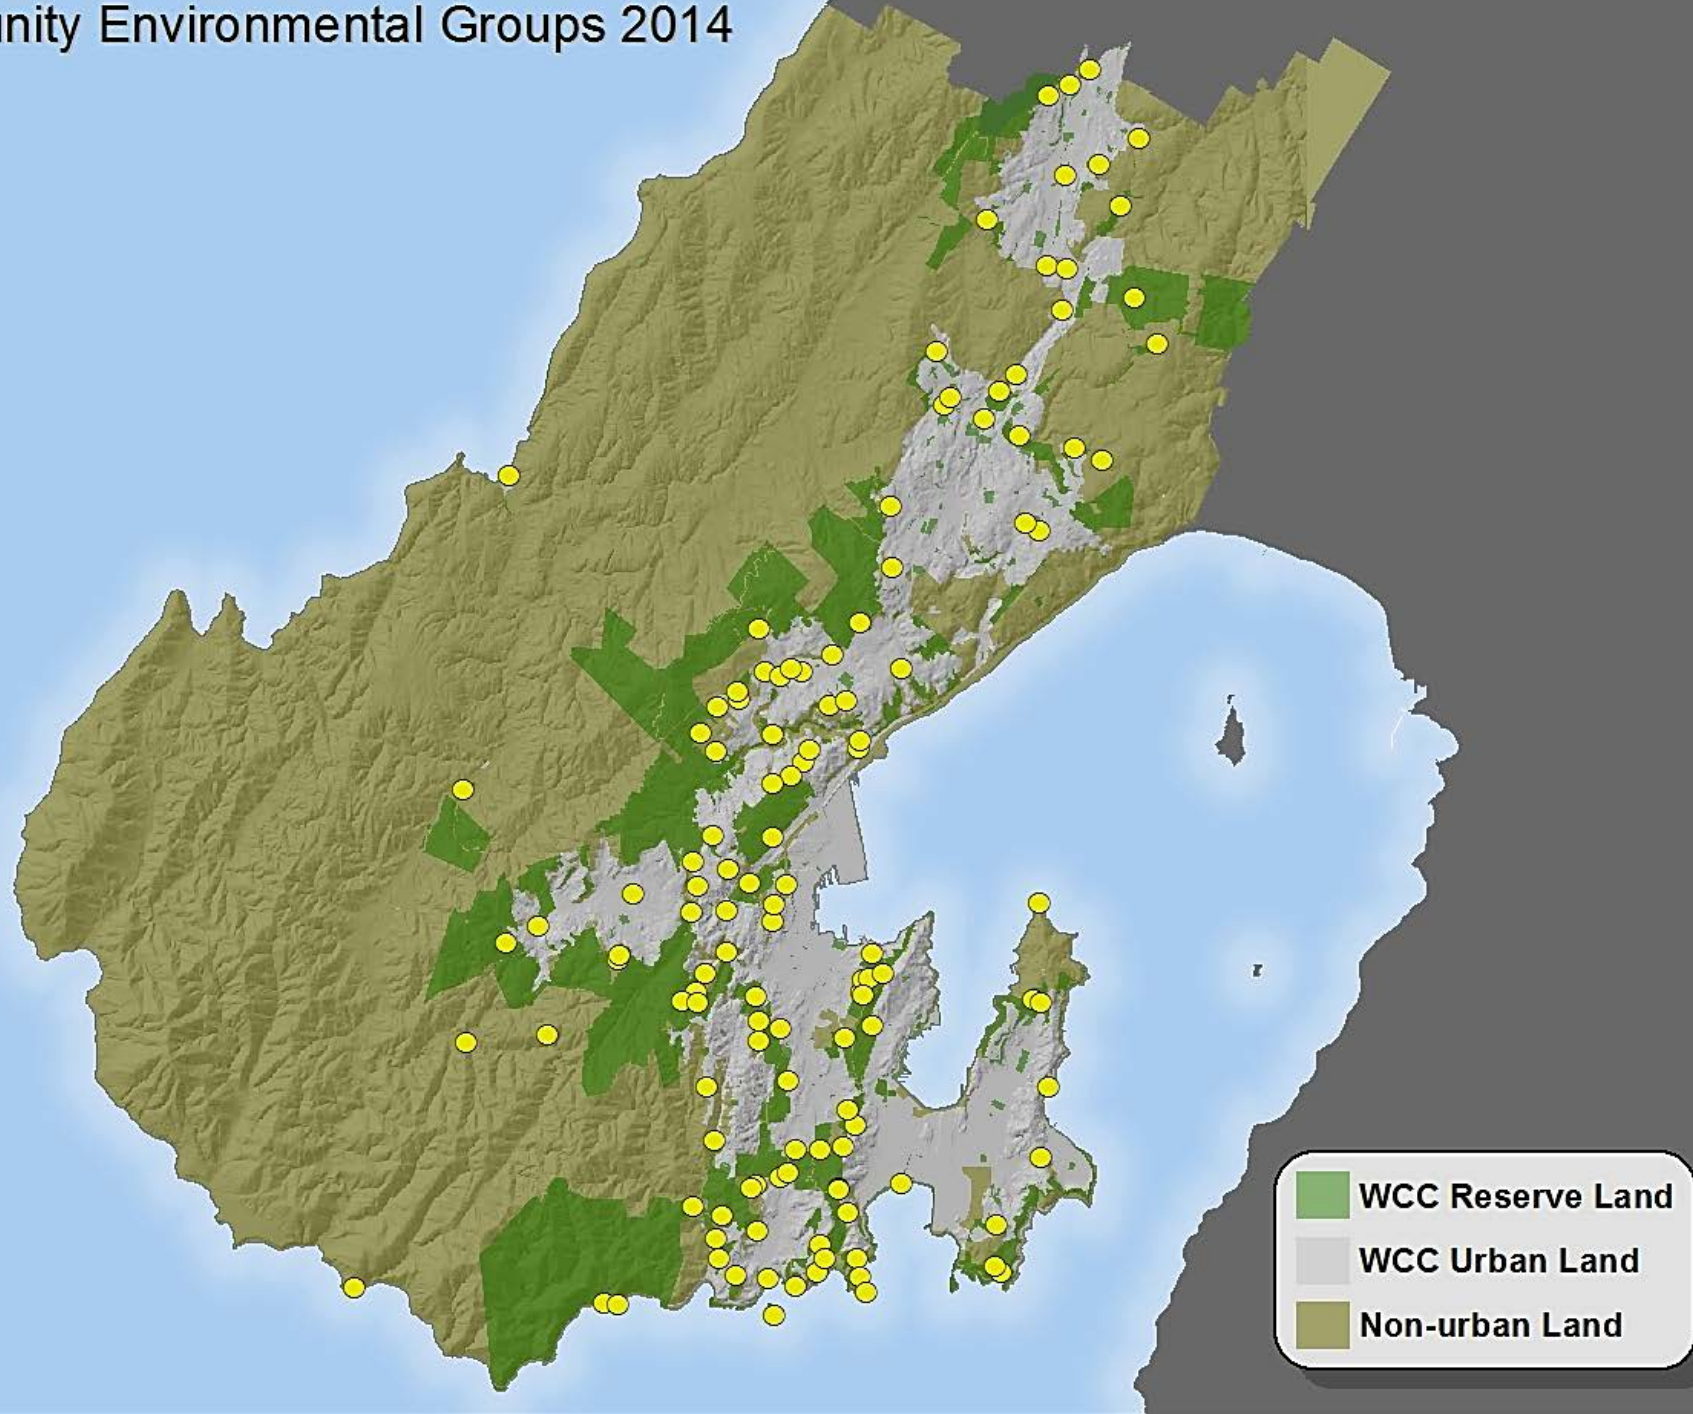 nity Environmental Groups 2014
WCC Reserve Land
WCC Urban Land
Non-urban Land